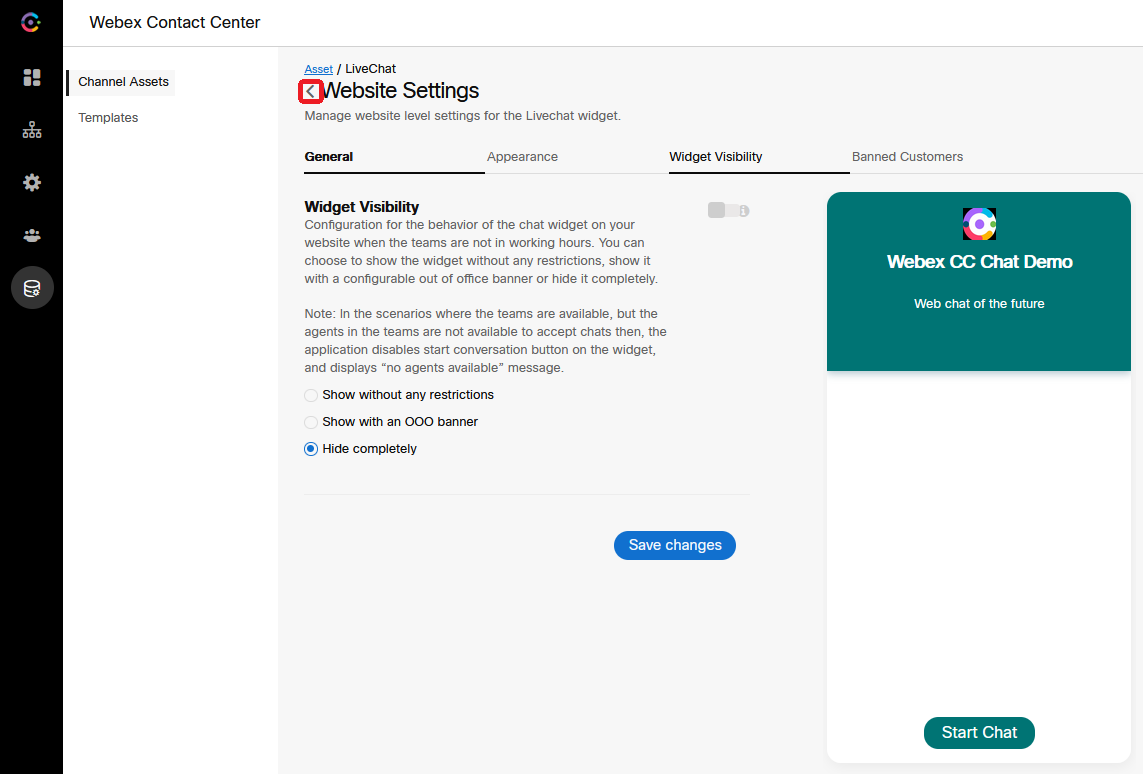 Webex Contact Center
Channel Assets
Templates
Asset / LiveChat
Website Settings
Manage website level settings for the Livechat widget.
General
Appearance
Widget Visibility
Banned Customers
Widget Visibility
Configuration for the behavior of the chat widget on your
website when the teams are not in working hours. You can
choose to show the widget without any restrictions, show it
with a configurable out of office banner or hide it completely.
Note: In the scenarios where the teams are available, but the
agents in the teams are not available to accept chats then, the
application disables start conversation button on the widget,
and displays “no agents available” message.
Show without any restrictions
Show with an OOO banner
Hide completely
Save changes
Webex CC Chat Demo
Web chat of the future
Start Chat